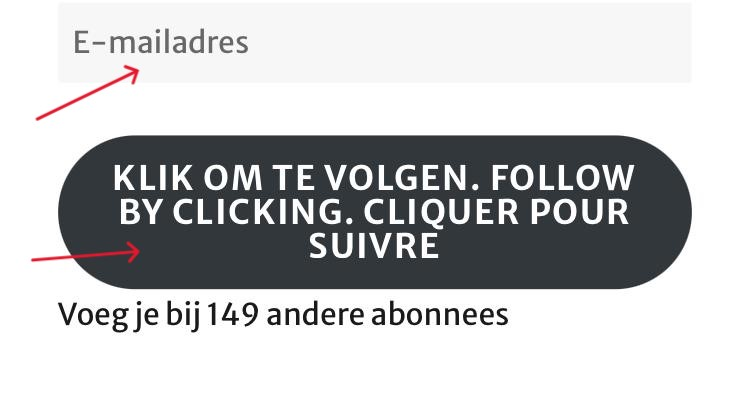 E-mailadres
KLIK OM TE VOLGEN. FOLLOW
BY CLICKING. CLIQUER POUR
SUIVRE
Voeg je bij 149 andere abonnees